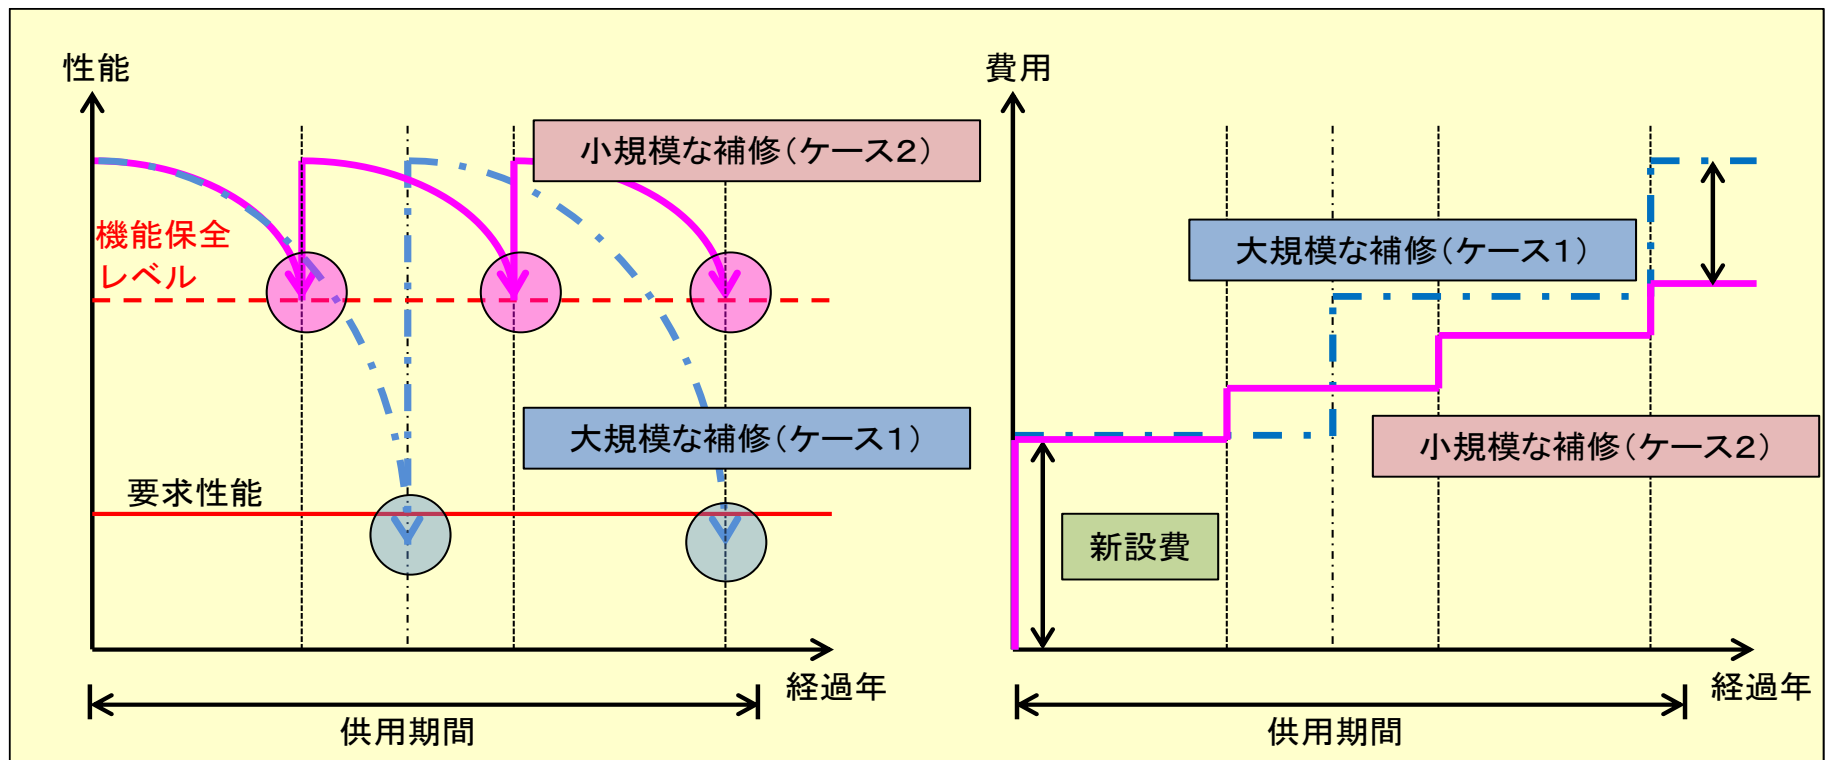 性能
小規模な補修（ケース２）
機能保全
レベル
大規模な補修（ケース１）
要求性能
経過年
供用期間
費用
大規模な補修（ケース１）
小規模な補修（ケース２）
新設費
経過年
供用期間